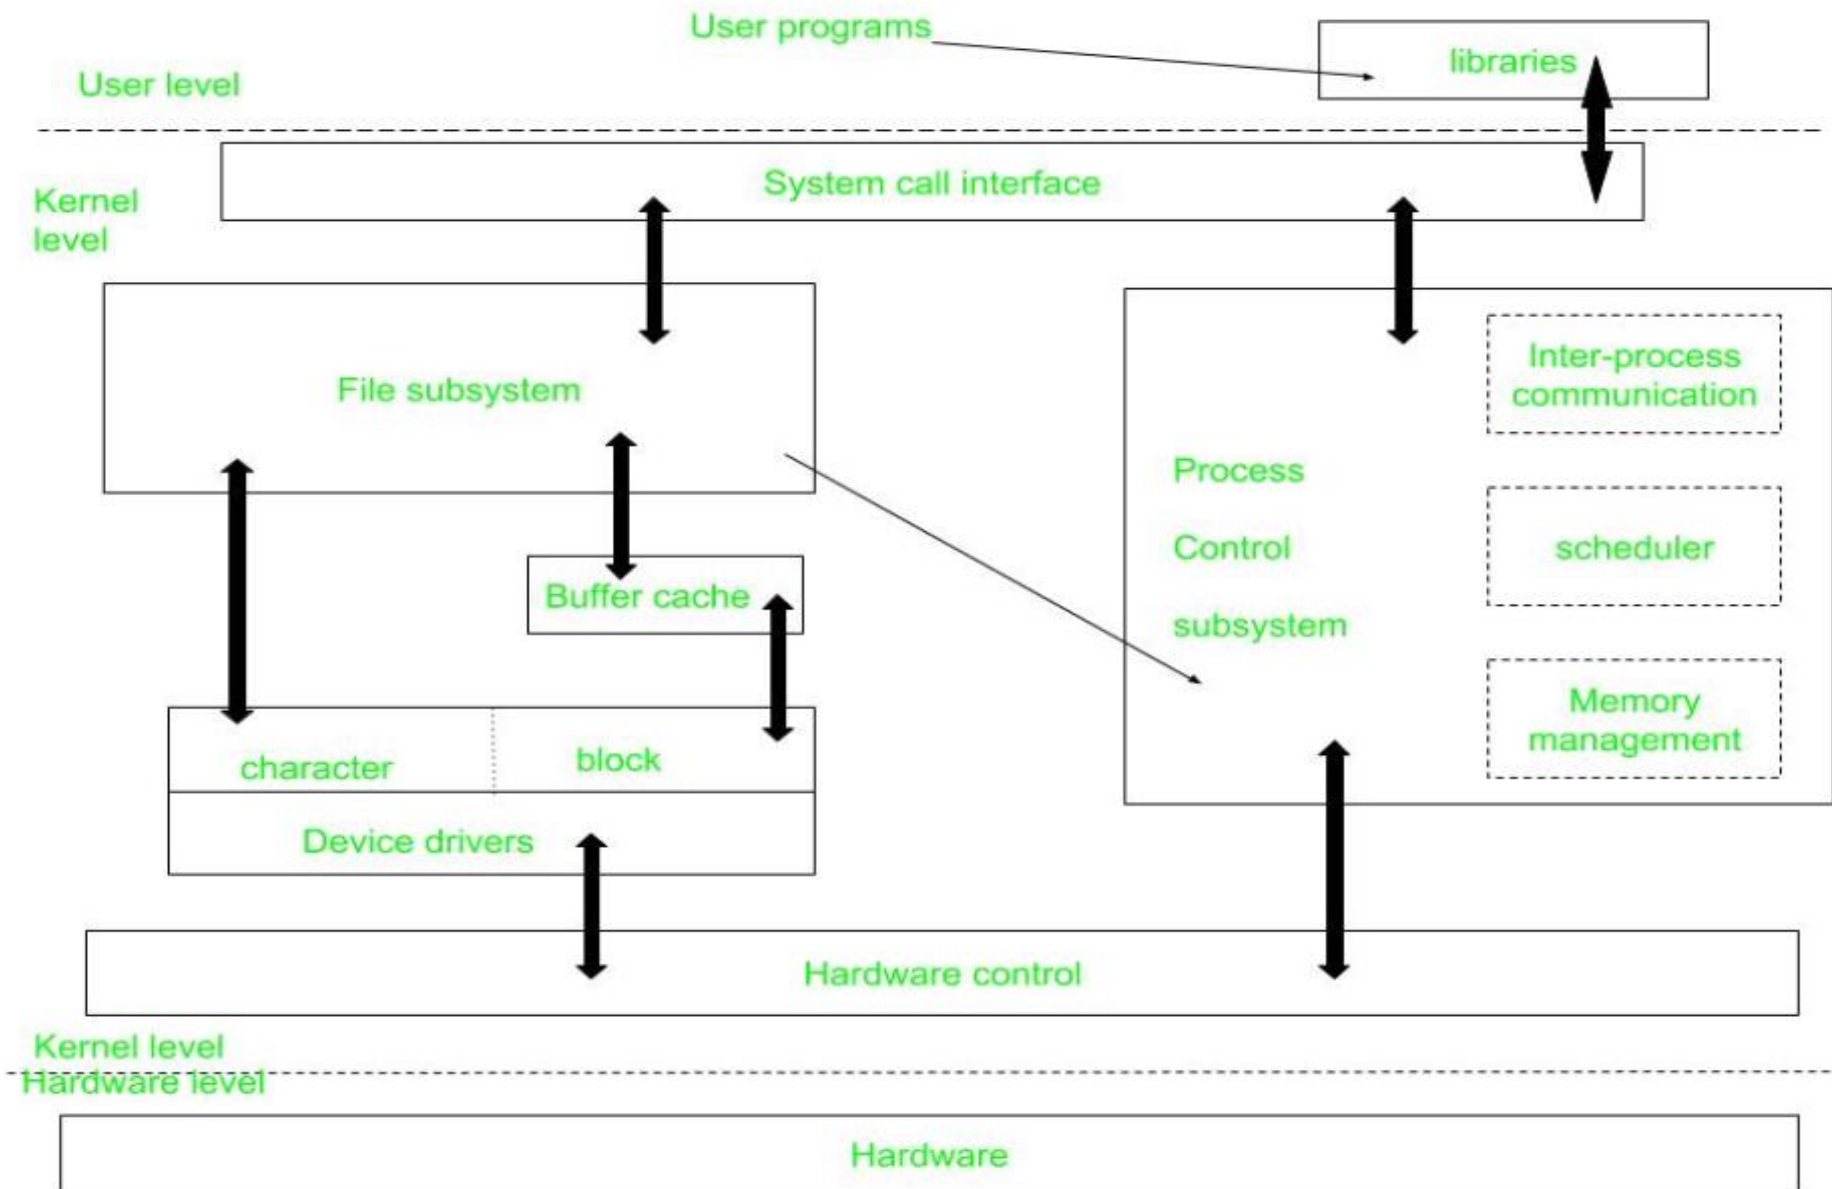 User programs
libraries
User level
System call interface
Kernel
level
File subsystem
Inter-process
communication
Process
Control
subsystem
scheduler
Buffer cache
Memory
management
character
block
Device drivers
Hardware control
Kernel level
Hardware level
Hardware